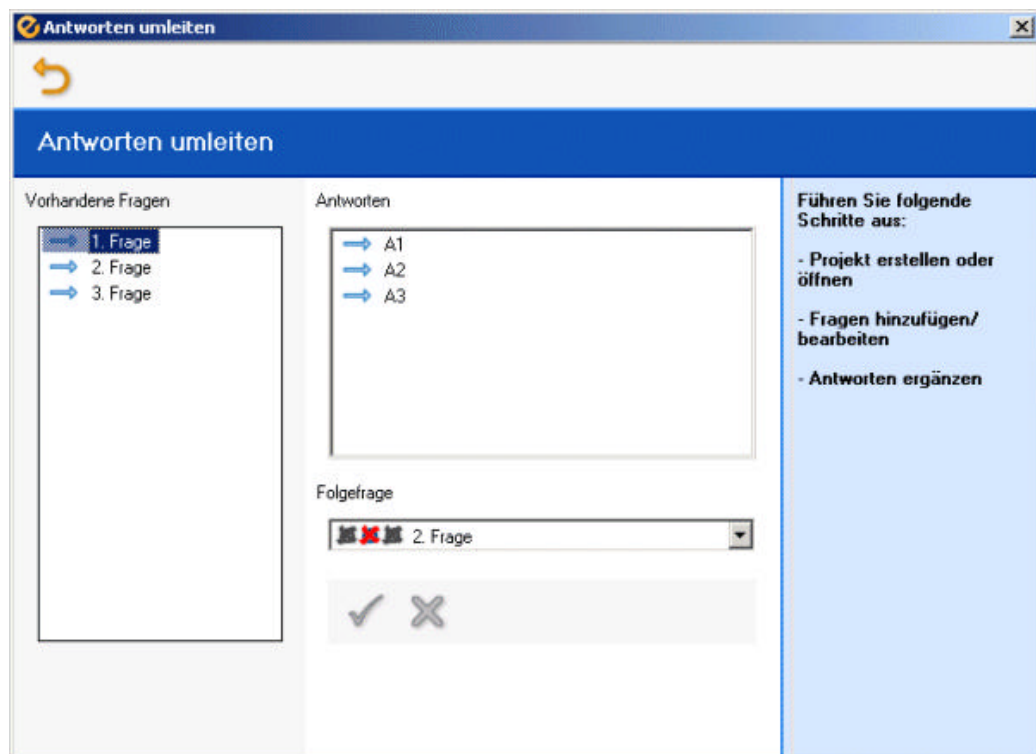 Antworten umleiten
Antworten umleiten
Vorhandene Fragen
1. Frage
2. Frage
3. Frage
Antworten
A1
A2
A3
Folgefrage
2. Frage
Führen Sie folgende
Schritte aus:
- Projekt erstellen oder
öffnen
- Fragen hinzufügen/
bearbeiten
- Antworten ergänzen